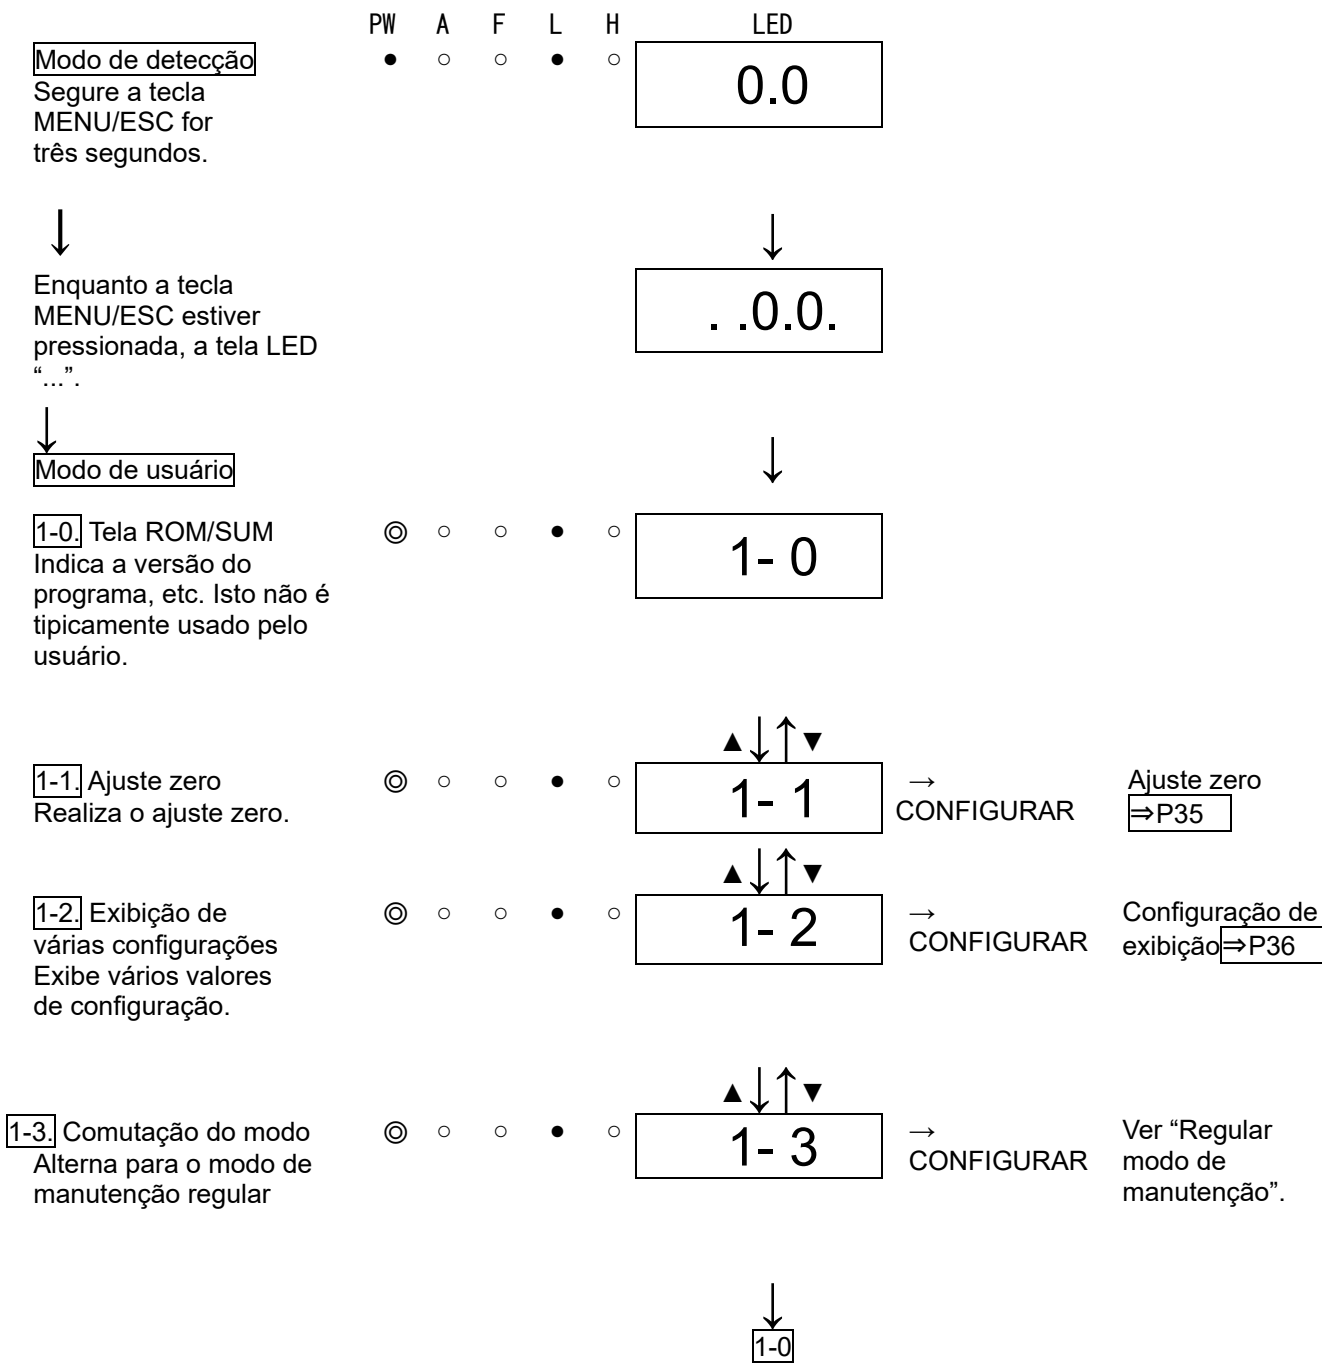 PW A F L H LED
Modo de detecção ● ○ ○ ● ○ 0.0
Segure a tecla
MENU/ESC for
três segundos.
↓ ↓
Enquanto a tecla
MENU/ESC estiver
pressionada, a tela LED
“...”.
. .0.0.
↓ ↓
Modo de usuário
1-0. Tela ROM/SUM ◎ ○ ○ ● ○ 1- 0
Indica a versão do
programa, etc. Isto não é
tipicamente usado pelo
usuário.
▲↓↑▼
1-1. Ajuste zero ◎ ○ ○ ● ○ 1- 1 → Ajuste zero
Realiza o ajuste zero. CONFIGURAR ⇒P35
▲↓↑▼
1-2. Exibição de ◎ ○ ○ ● ○ 1- 2 → Configuração de
várias configurações CONFIGURAR exibição⇒P36
Exibe vários valores
de configuração.
▲↓↑▼
1-3. Comutação do modo ◎ ○ ○ ● ○ 1- 3 → Ver “Regular
Alterna para o modo de CONFIGURAR modo de
manutenção regular manutenção”.
↓
1-0